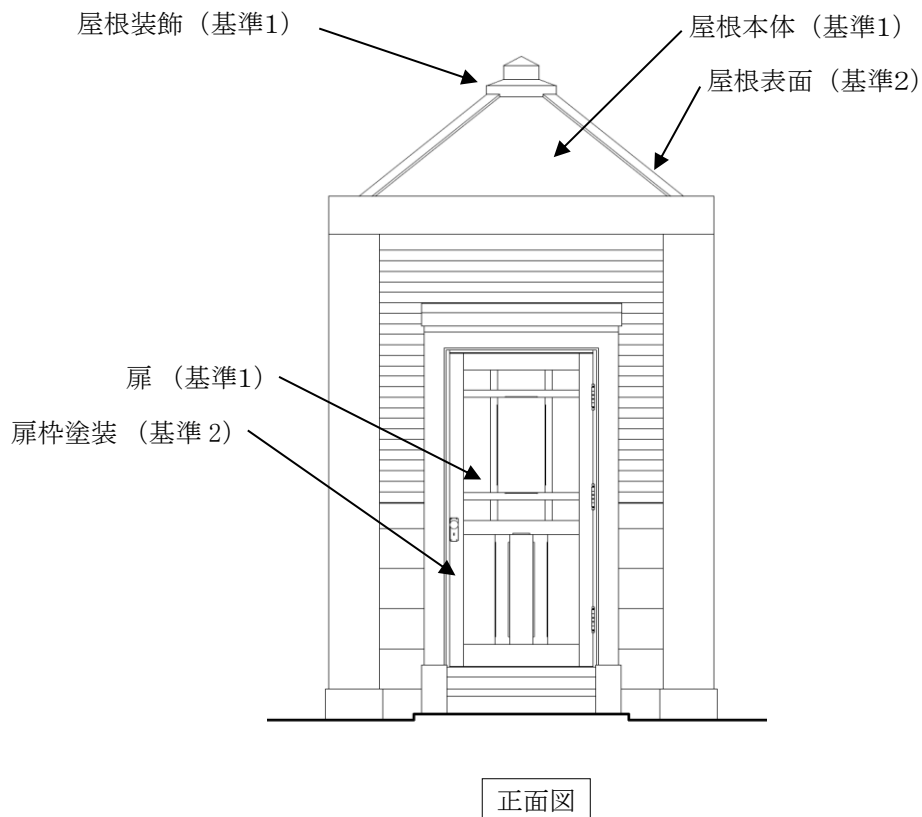 屋根装飾（基準1）
屋根本体（基準1）
屋根表面（基準2）
扉 （基準1）
扉枠塗装 （基準 2）
正面図